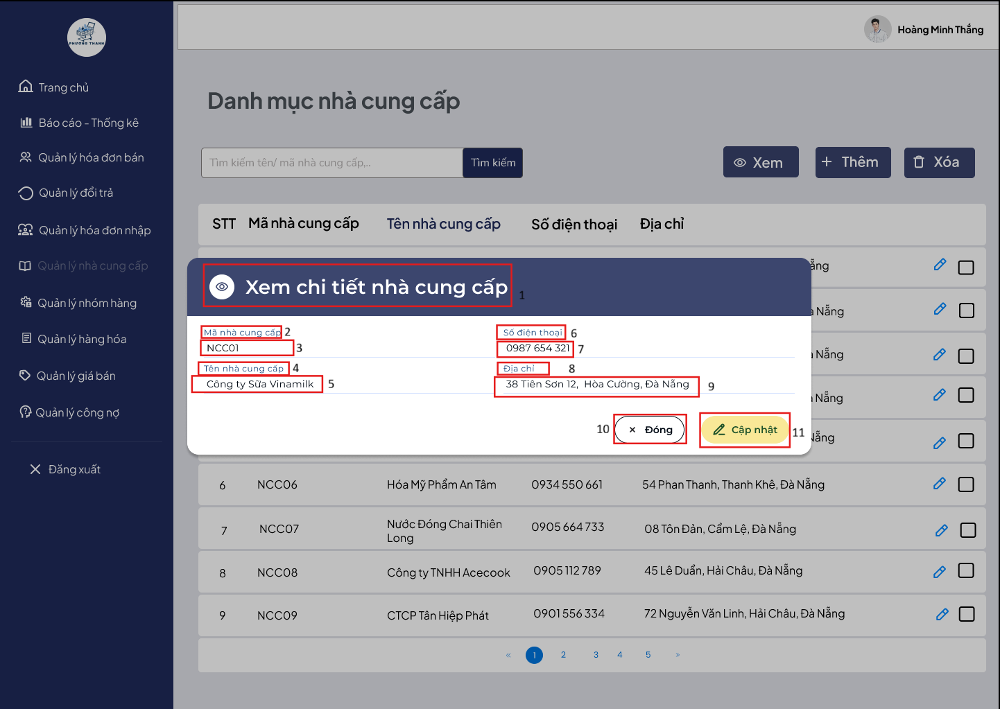 PHƯƠNG THANH
Hoàng Minh Thắng
Trang chủ
Báo cáo - Thống kê
Quản lý hóa đơn bán
Quản lý đổi trả
Quản lý hóa đơn nhập
Quản lý nhà cung cấp
Quản lý nhóm hàng
Quản lý hàng hóa
Quản lý giá bán
Quản lý công nợ
Đăng xuất
Danh mục nhà cung cấp
Tìm kiếm tên/ mã nhà cung cấp,.. Tìm kiếm
Xem
Thêm
Xóa
STT Mã nhà cung cấp Tên nhà cung cấp Số điện thoại Địa chỉ
Nẵng
Nẵng
Nẵng
Nẵng
Nẵng
Xem chi tiết nhà cung cấp 1
Mã nhà cung cấp 2 Số điện thoại 6
NCC01 3 0987 654 321 7
Tên nhà cung cấp 4 Địa chỉ 8
Công ty Sữa Vinamilk 5 38 Tiên Sơn 12, Hòa Cường, Đà Nẵng 9
10 × Đóng Cập nhật 11
6 NCC06 Hóa Mỹ Phẩm An Tâm 0934 550 661 54 Phan Thanh, Thanh Khê, Đà Nẵng
7 NCC07 Nước Đóng Chai Thiên 0905 664 733 08 Tôn Đản, Cẩm Lệ, Đà Nẵng
Long
8 NCC08 Công ty TNHH Acecook 0905 112 789 45 Lê Duẩn, Hải Châu, Đà Nẵng
9 NCC09 CTCP Tân Hiệp Phát 0901 556 334 72 Nguyễn Văn Linh, Hải Châu, Đà Nẵng
« 1 2 3 4 5 »